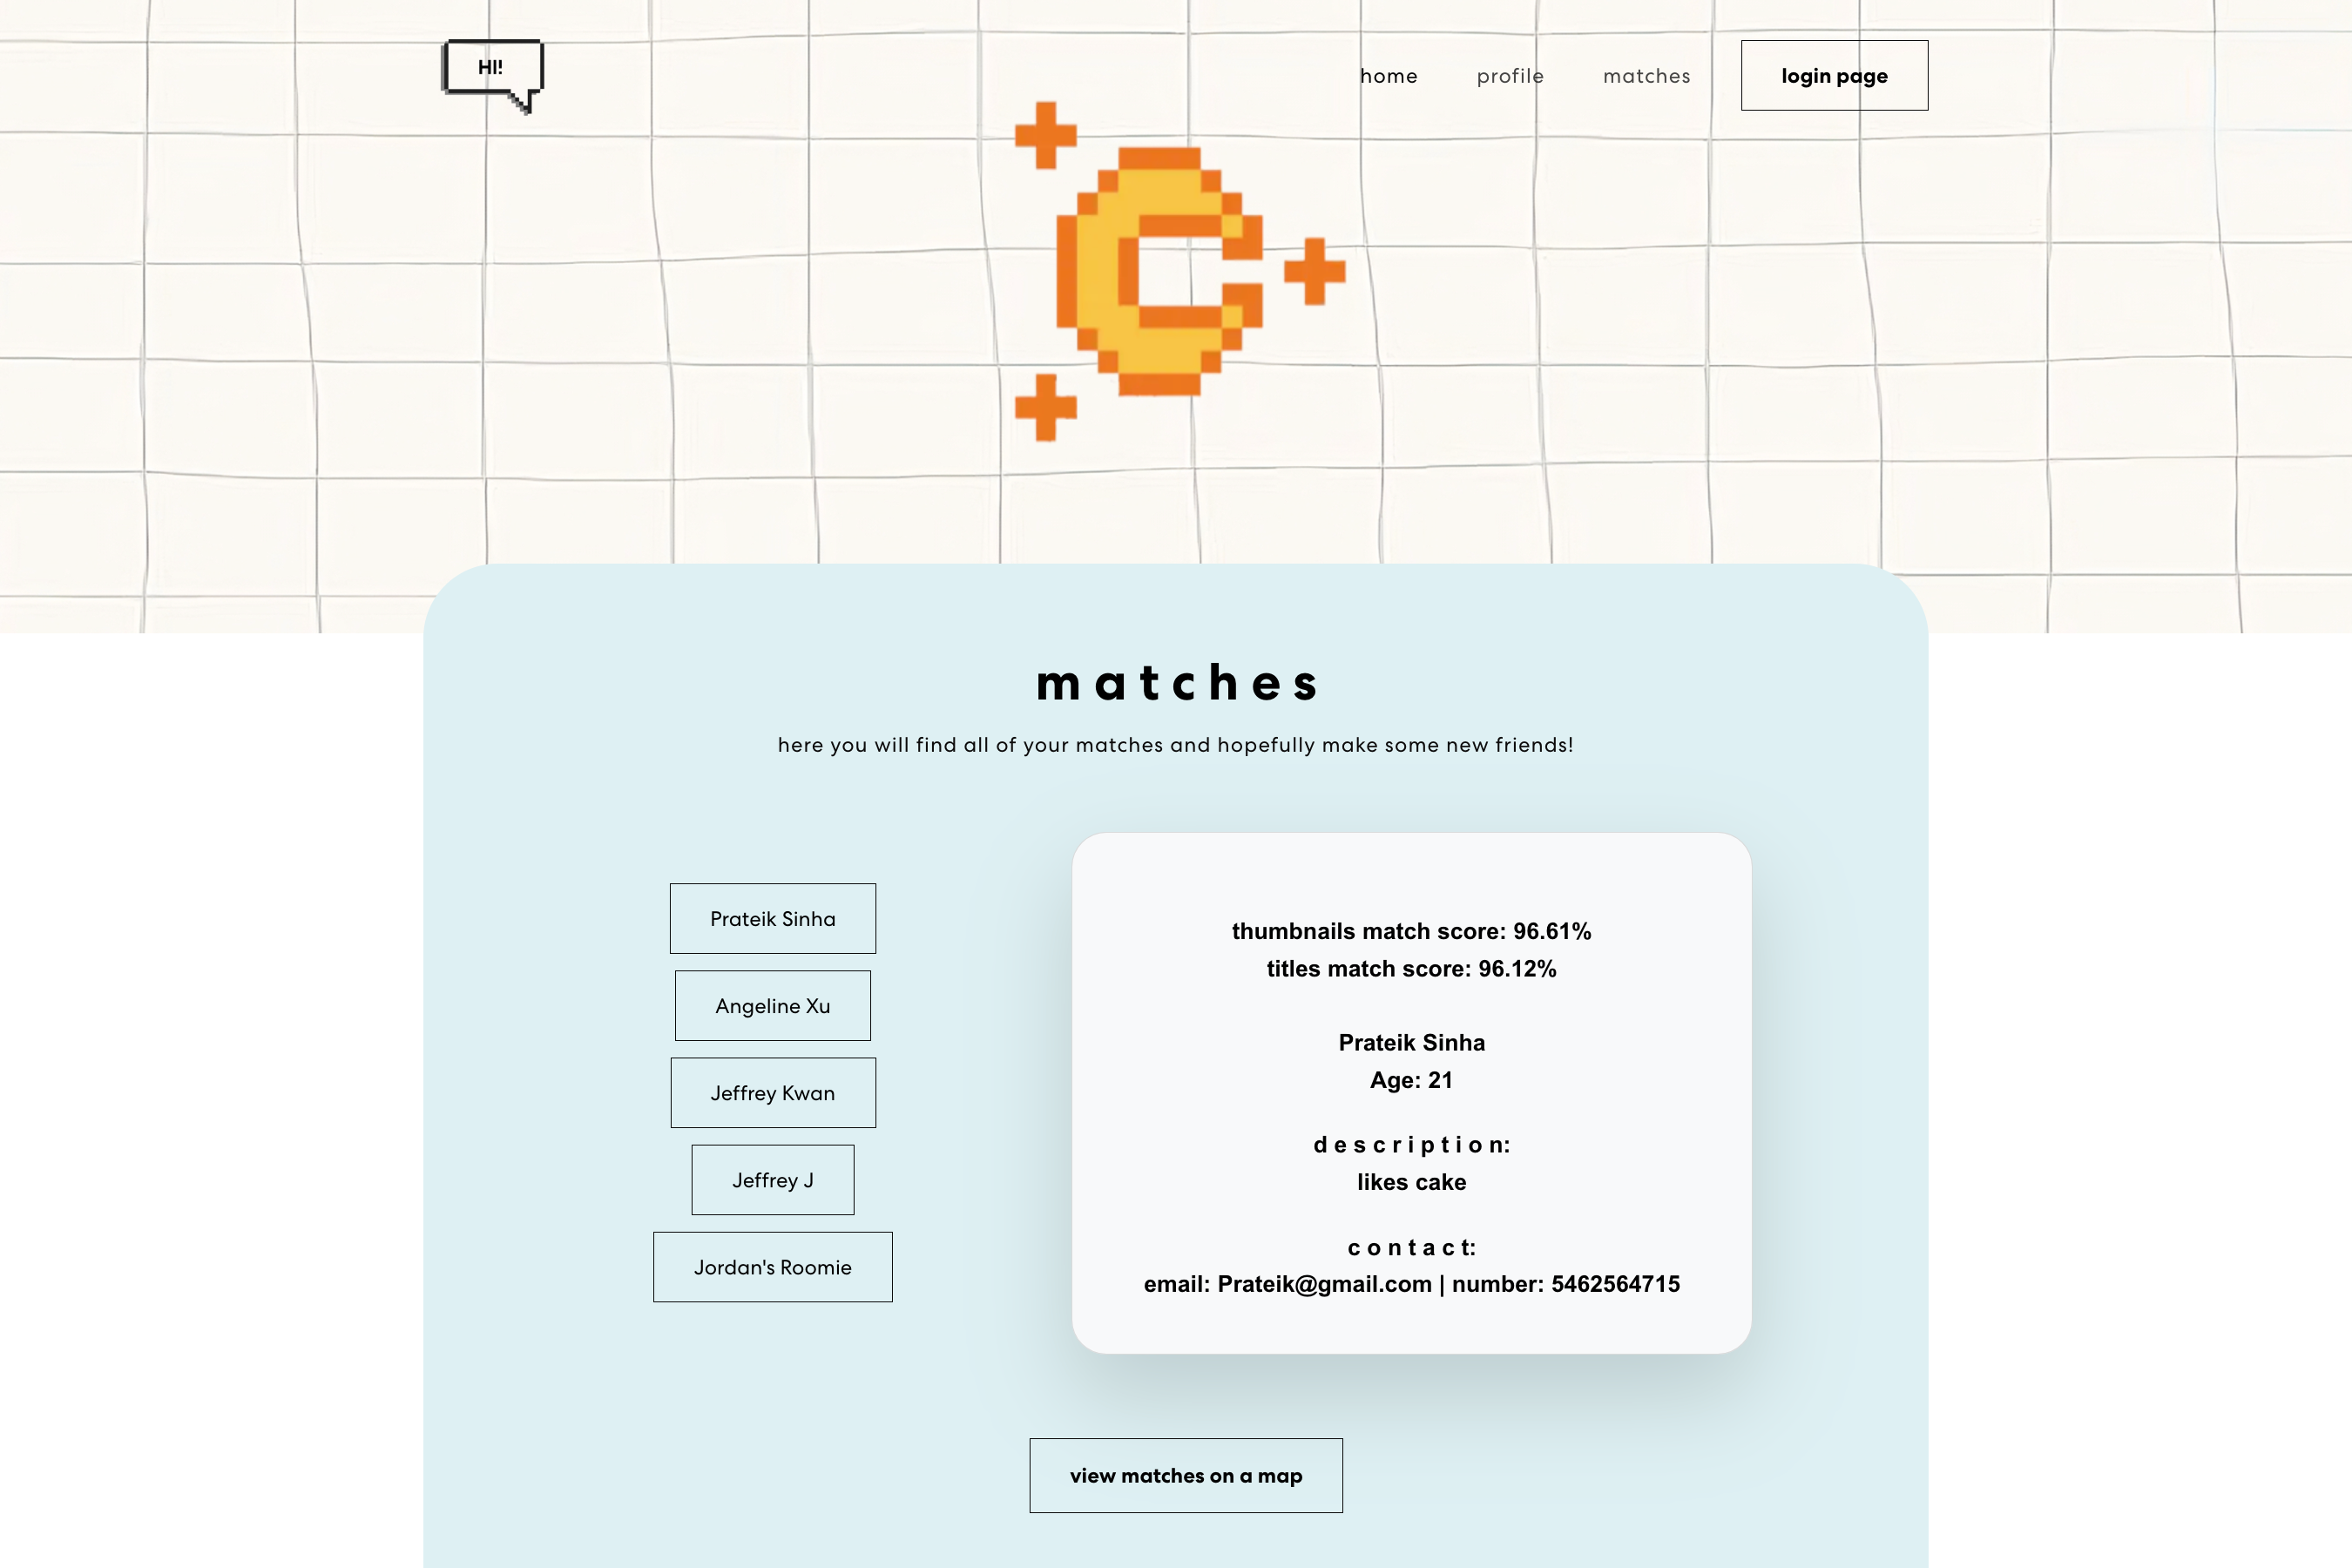 HI!
home profile matches login page
matches
here you will find all of your matches and hopefully make some new friends!
Prateik Sinha
Angeline Xu
Jeffrey Kwan
Jeffrey J
Jordan's Roomie
thumbnails match score: 96.61%
titles match score: 96.12%
Prateik Sinha
Age: 21
description:
likes cake
contact:
email: Prateik@gmail.com | number: 5462564715
view matches on a map